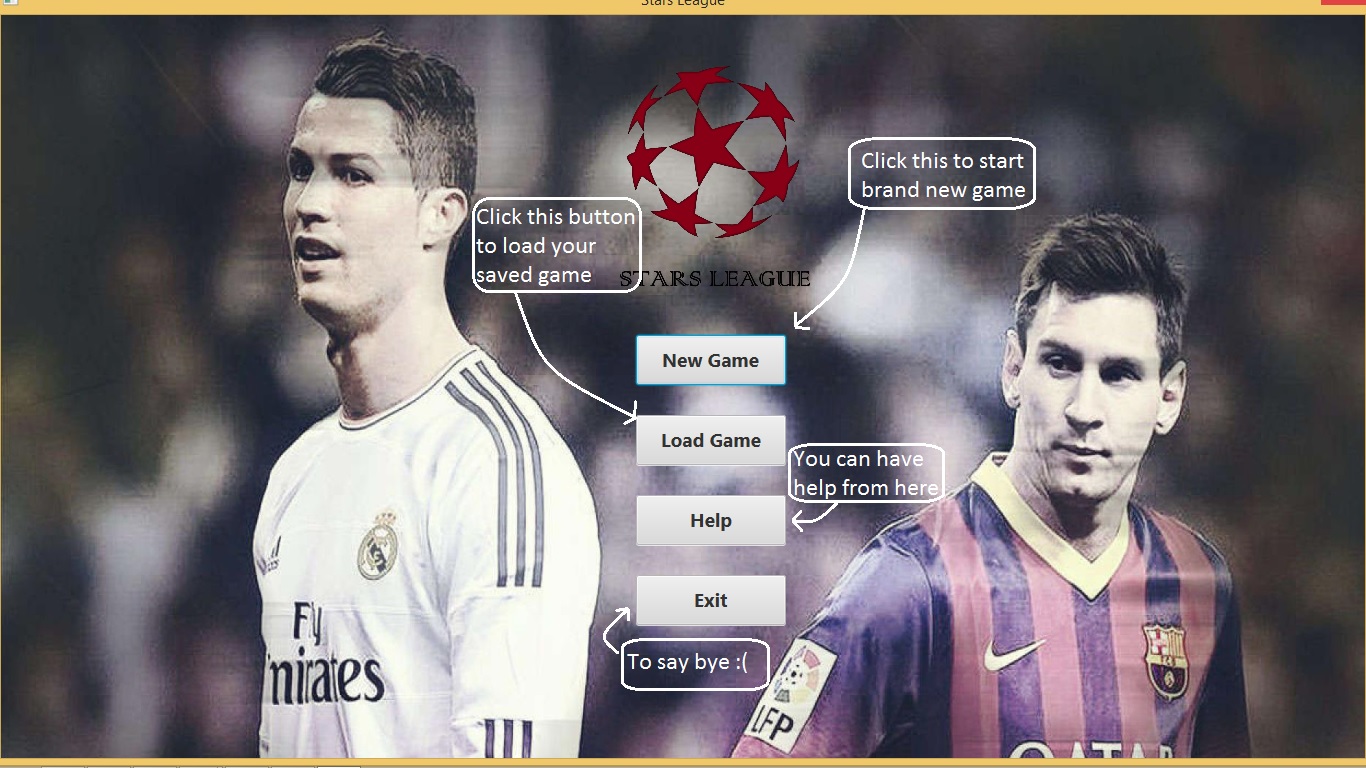 Stars League
Click this to start
brand new game
Click this button
to load your
saved game
STARS LEAGUE
New Game
Load Game
You can have
help from here
Help
Exit
To say bye :(
Fly
Emirates
LFP
QATAR